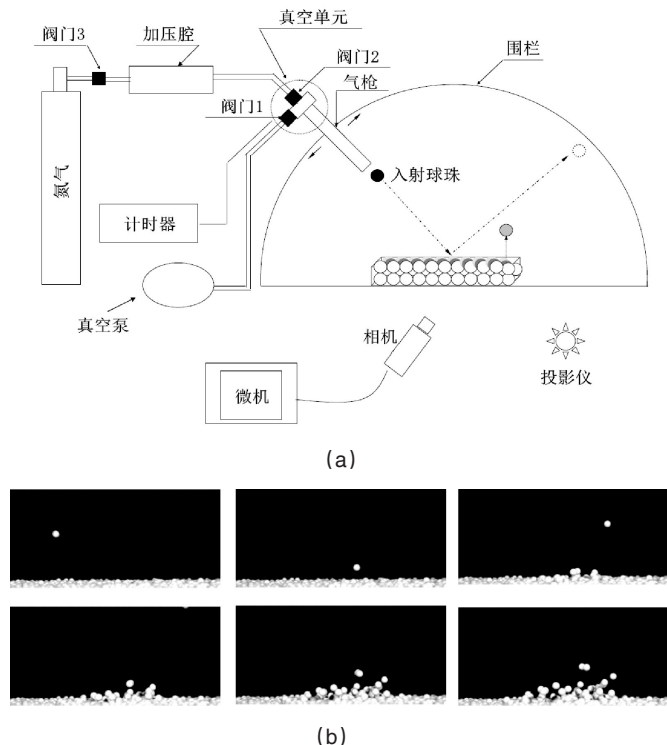 真空单元
阀门3
加压腔
阀门2
围栏
气枪
阀门1
氮气
入射球珠
计时器
真空泵
相机
微机
投影仪
(a)
(b)